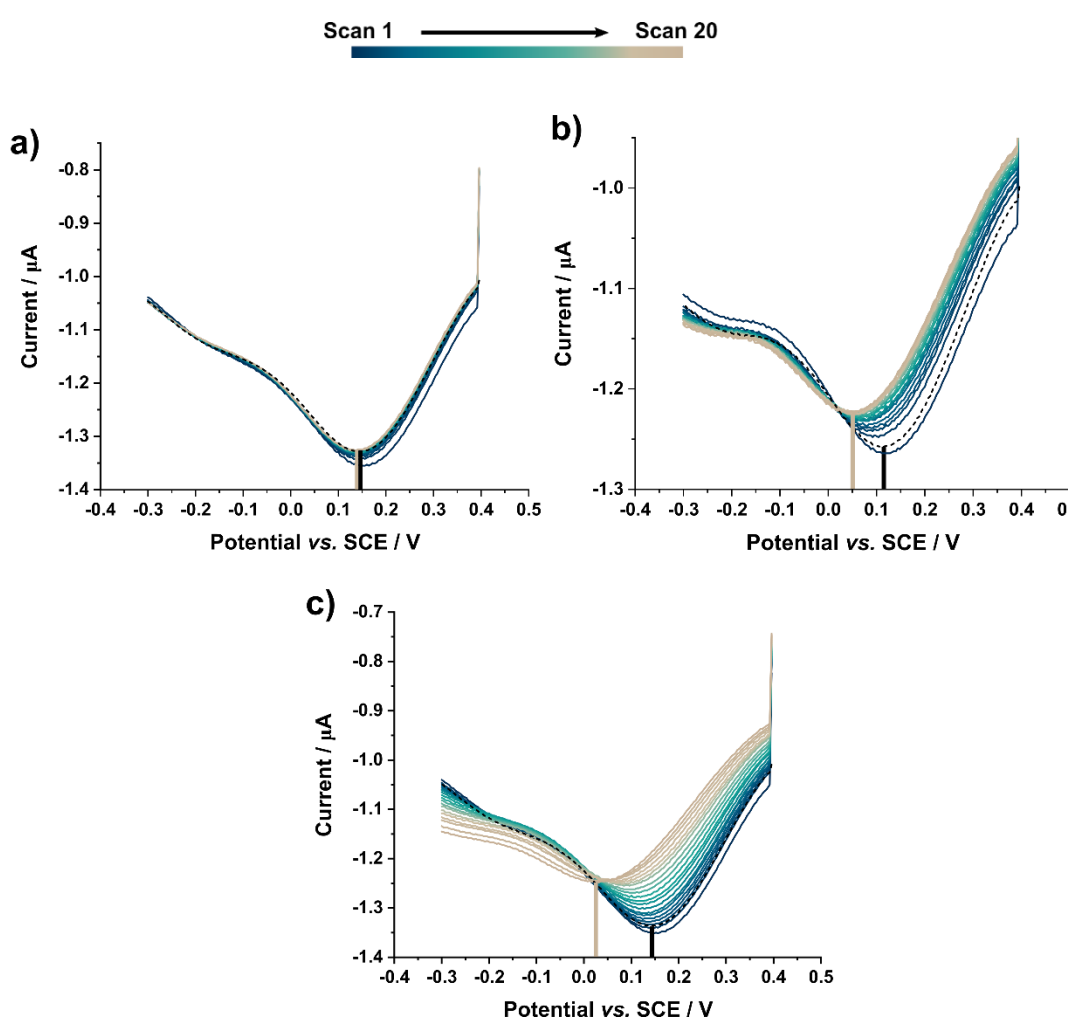 Scan 1 Scan 20
a)
-0.8
-0.9
-1.0
-1.1
-1.2
-1.3
-1.4
Current / μA
-0.4 -0.3 -0.2 -0.1 0.0 0.1 0.2 0.3 0.4 0.5
Potential vs. SCE / V
b)
-1.0
-1.1
-1.2
-1.3
Current / μA
-0.4 -0.3 -0.2 -0.1 0.0 0.1 0.2 0.3 0.4 0
Potential vs. SCE / V
c)
-0.7
-0.8
-0.9
-1.0
-1.1
-1.2
-1.3
-1.4
Current / μA
-0.4 -0.3 -0.2 -0.1 0.0 0.1 0.2 0.3 0.4 0.5
Potential vs. SCE / V